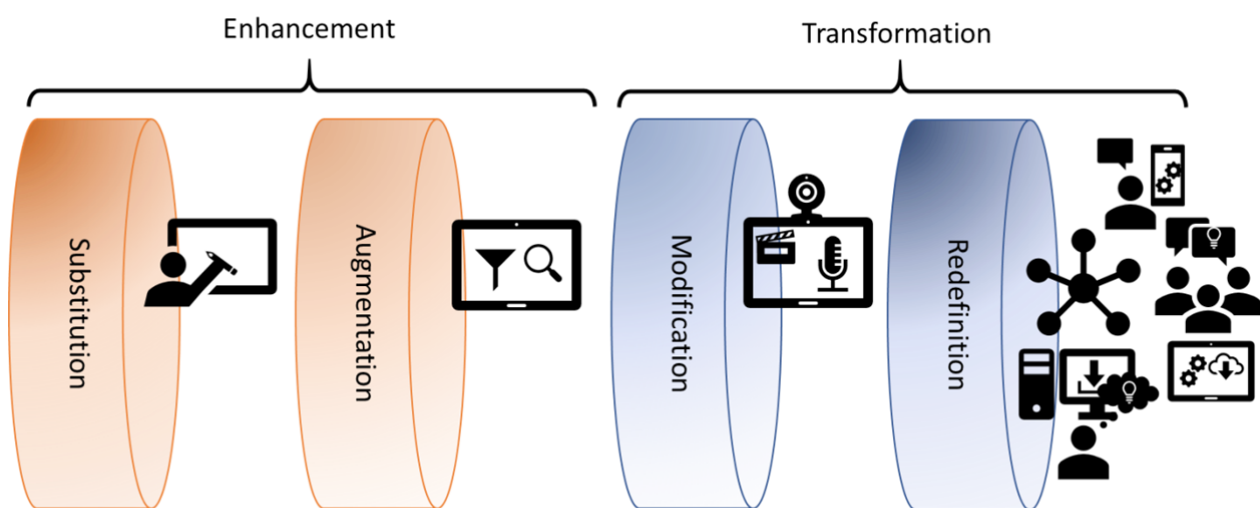 Enhancement
Transformation
Substitution
Augmentation
Modification
Redefinition